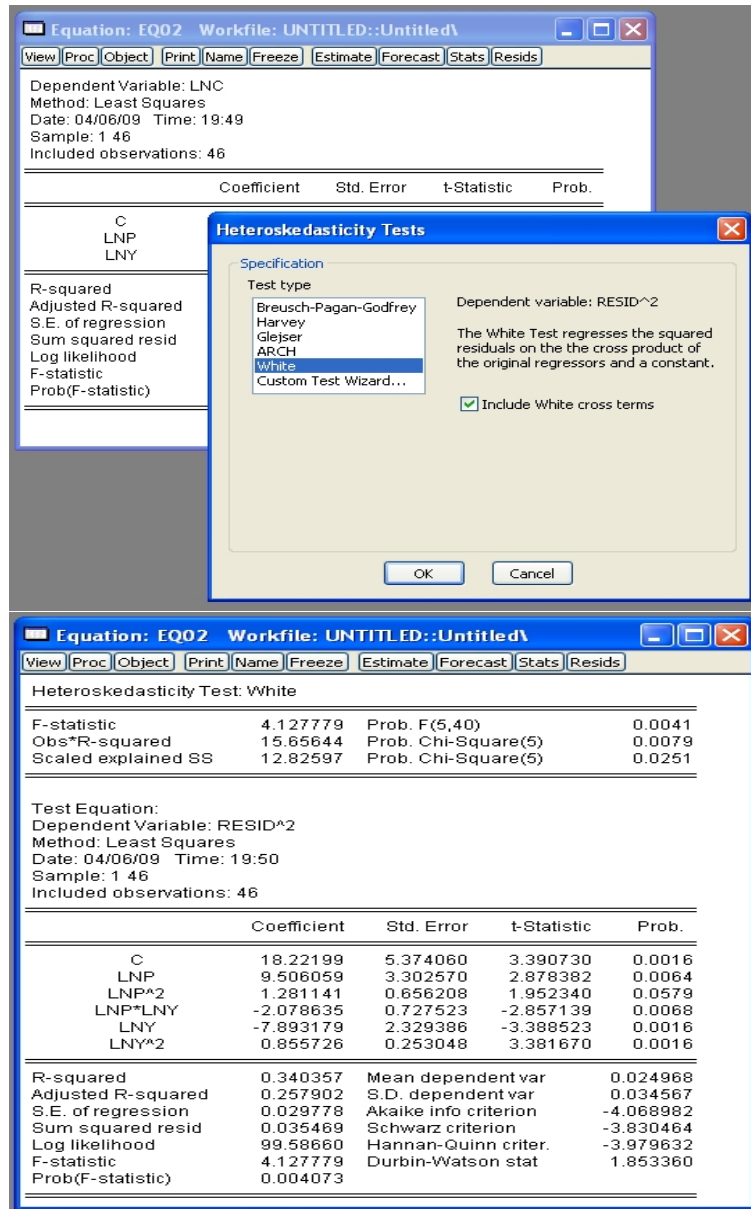 Equation: EQ02 Workfile: UNTITLED::Untitled\
View Proc Object Print Name Freeze Estimate Forecast Stats Resids
Dependent Variable: LNC
Method: Least Squares
Date: 04/06/09 Time: 19:49
Sample: 1 46
Included observations: 46
Coefficient Std. Error t-Statistic Prob.
C
LNP
LNY
R-squared
Adjusted R-squared
S.E. of regression
Sum squared resid
Log likelihood
F-statistic
Prob(F-statistic)
Heteroskedasticity Tests
Specification
Test type
Breusch-Pagan-Godfrey
Harvey
Glejser
ARCH
White
Custom Test Wizard...
Dependent variable: RESID^2
The White Test regresses the squared
residuals on the the cross product of
the original regressors and a constant.
Include White cross terms
OK Cancel
Equation: EQ02 Workfile: UNTITLED::Untitled\
View Proc Object Print Name Freeze Estimate Forecast Stats Resids
Heteroskedasticity Test: White
F-statistic 4.127779 Prob. F(5,40) 0.0041
Obs*R-squared 15.65644 Prob. Chi-Square(5) 0.0079
Scaled explained SS 12.82597 Prob. Chi-Square(5) 0.0251
Test Equation:
Dependent Variable: RESID^2
Method: Least Squares
Date: 04/06/09 Time: 19:50
Sample: 1 46
Included observations: 46
Coefficient Std. Error t-Statistic Prob.
C 18.22199 5.374060 3.390730 0.0016
LNP 9.506059 3.302570 2.878382 0.0064
LNP^2 1.281141 0.656208 1.952340 0.0579
LNP*LNY -2.078635 0.727523 -2.857139 0.0068
LNY -7.893179 2.329386 -3.388523 0.0016
LNY^2 0.855726 0.253048 3.381670 0.0016
R-squared 0.340357 Mean dependent var 0.024968
Adjusted R-squared 0.257902 S.D. dependent var 0.034567
S.E. of regression 0.029778 Akaike info criterion -4.068982
Sum squared resid 0.035469 Schwarz criterion -3.830464
Log likelihood 99.58660 Hannan-Quinn criter. -3.979632
F-statistic 4.127779 Durbin-Watson stat 1.853360
Prob(F-statistic) 0.004073